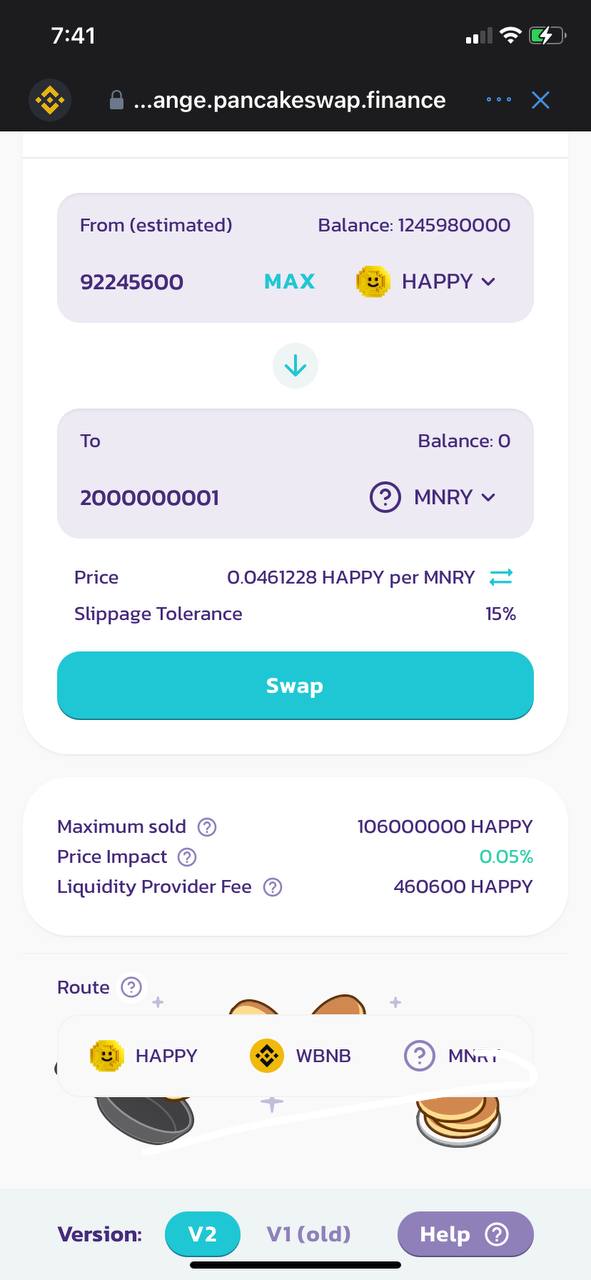 7:41
...ange.pancakeswap.finance
From (estimated) Balance: 1245980000
92245600 MAX HAPPY
To Balance: 0
2000000001 MNRY
Price 0.0461228 HAPPY per MNRY
Slippage Tolerance 15%
Swap
Maximum sold ? 106000000 HAPPY
Price Impact ? 0.05%
Liquidity Provider Fee ? 460600 HAPPY
Route ?
HAPPY WBNB ? MNRY
Version: V2 V1 (old) Help ?